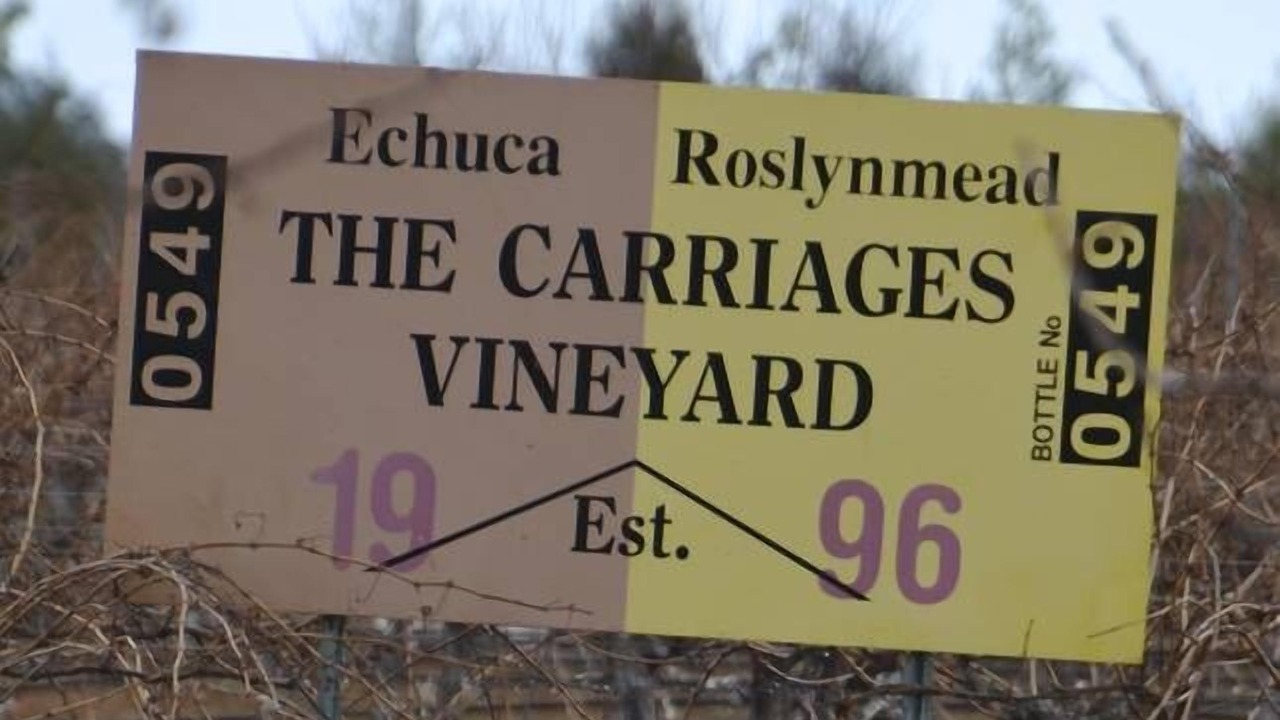 Echuca Roslynmead
THE CARRIAGES
VINEYARD
19 Est. 96
0549
BOTTLE No 0549